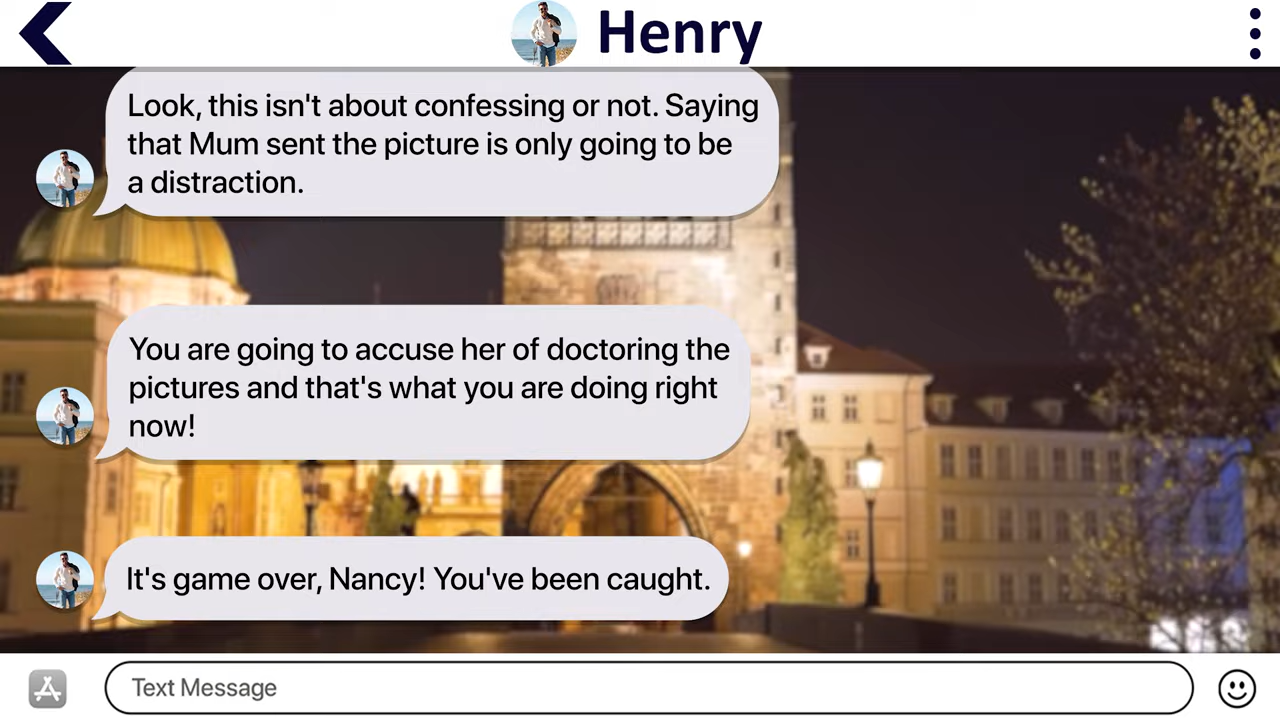 Henry
Look, this isn't about confessing or not. Saying
that Mum sent the picture is only going to be
a distraction.
You are going to accuse her of doctoring the
pictures and that's what you are doing right
now!
It's game over, Nancy! You've been caught.
Text Message